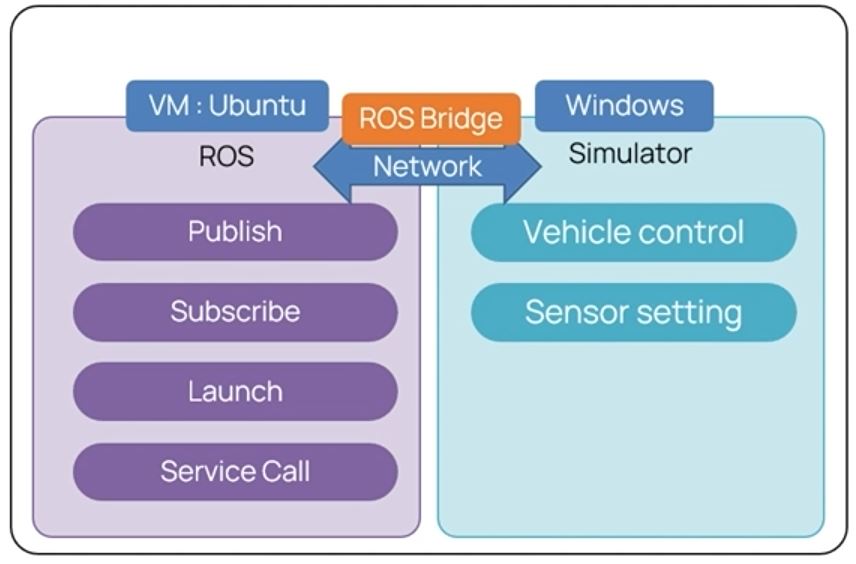 VM : Ubuntu
ROS Bridge
Windows
ROS
Network
Simulator
Publish
Subscribe
Launch
Service Call
Vehicle control
Sensor setting